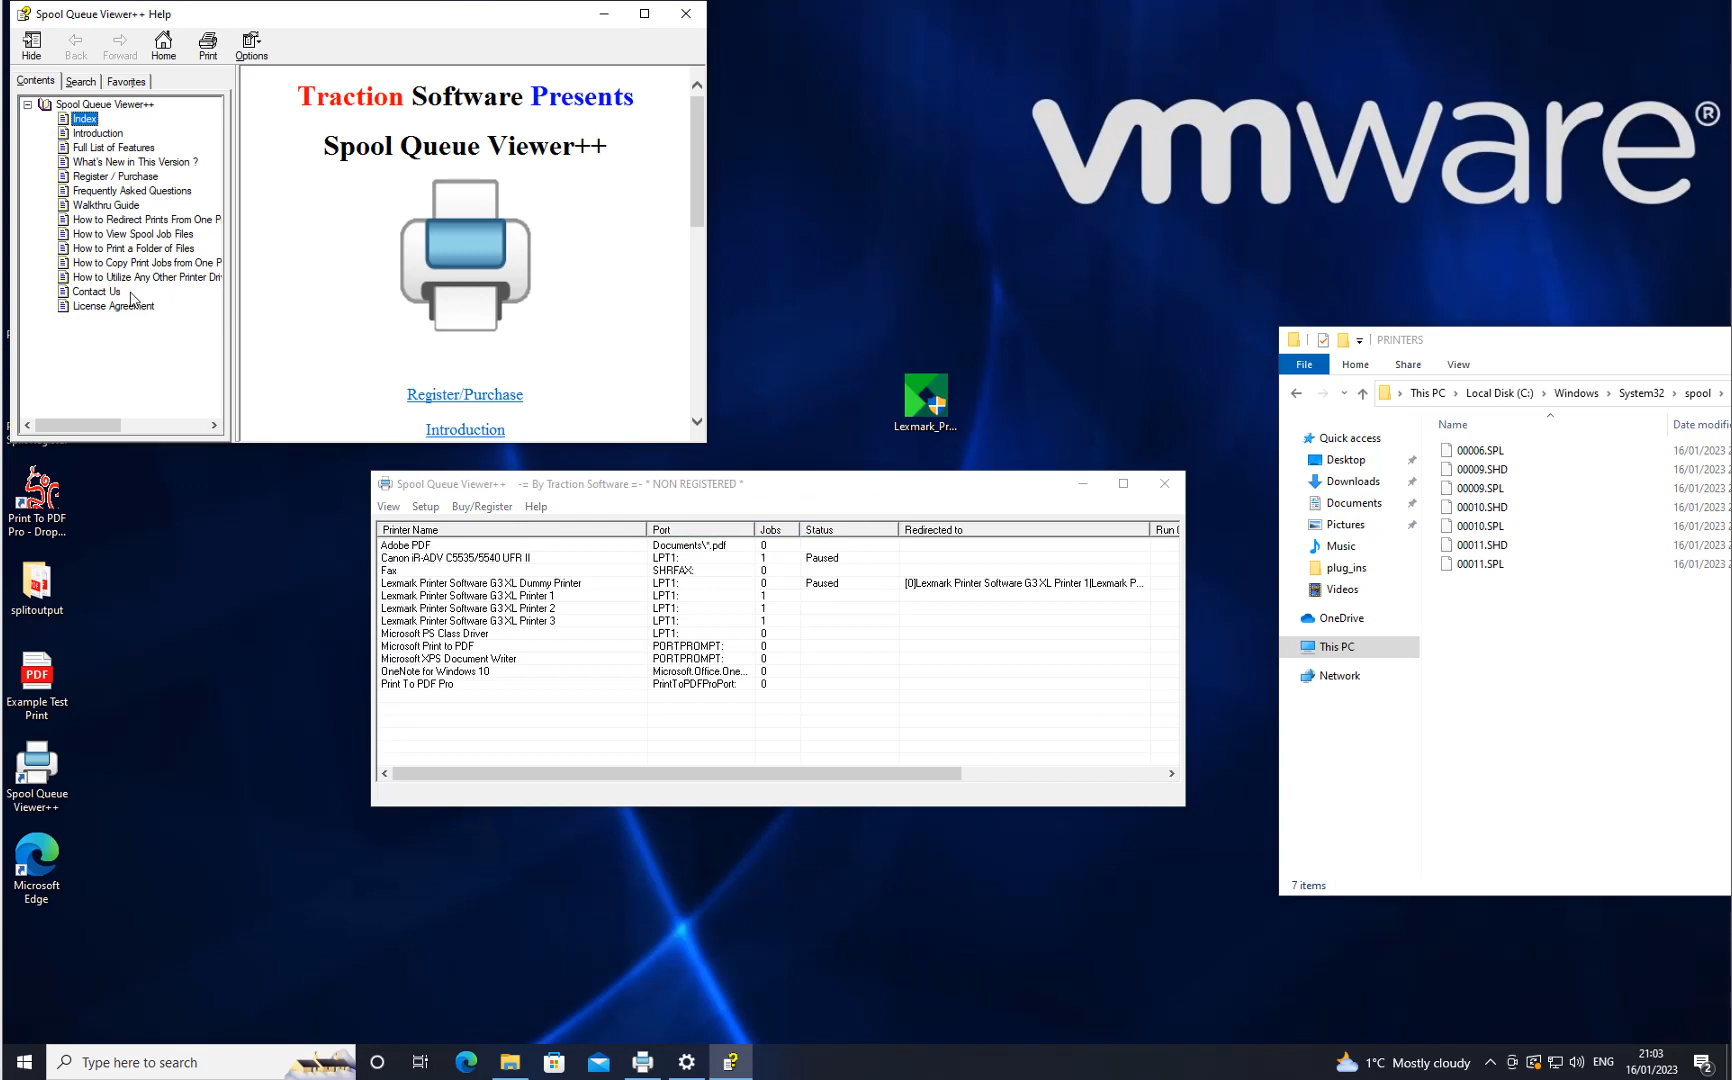 Spool Queue Viewer++ Help
Hide Back Forward Home Print Options
Contents Search Favorites
Spool Queue Viewer++
Index
Introduction
Full List of Features
What's New in This Version ?
Register / Purchase
Frequently Asked Questions
Walkthru Guide
How to Redirect Prints From One P
How to View Spool Job Files
How to Print a Folder of Files
How to Copy Print Jobs from One P
How to Utilize Any Other Printer Dri
Contact Us
License Agreement
Traction Software Presents
Spool Queue Viewer++
Register/Purchase
Introduction
vmware®
Lexmark_Pr...
Print To PDF
Pro - Drop...
splitoutput
PDF
Example Test
Print
Spool Queue
Viewer++
Microsoft
Edge
Spool Queue Viewer++ -= By Traction Software =- * NON REGISTERED *
View Setup Buy/Register Help
Printer Name Port Jobs Status Redirected to Run
Adobe PDF Documents\*.pdf 0
Canon iR-ADV C5535/5540 UFR II LPT1: 1 Paused
Fax SHRFAX: 0
Lexmark Printer Software G3 XL Dummy Printer LPT1: 0 Paused [0]Lexmark Printer Software G3 XL Printer 1|Lexmark P...
Lexmark Printer Software G3 XL Printer 1 LPT1: 1
Lexmark Printer Software G3 XL Printer 2 LPT1: 1
Lexmark Printer Software G3 XL Printer 3 LPT1: 1
Microsoft PS Class Driver LPT1: 0
Microsoft Print to PDF PORTPROMPT: 0
Microsoft XPS Document Writer PORTPROMPT: 0
OneNote for Windows 10 Microsoft.Office.One... 0
Print To PDF Pro PrintToPDFProPort: 0
PRINTERS
File Home Share View
This PC > Local Disk (C:) > Windows > System32 > spool >
Quick access
Desktop
Downloads
Documents
Pictures
Music
plug_ins
Videos
OneDrive
This PC
Network
Name Date modifi
00006.SPL 16/01/2023
00009.SHD 16/01/2023
00009.SPL 16/01/2023
00010.SHD 16/01/2023
00010.SPL 16/01/2023
00011.SHD 16/01/2023
00011.SPL 16/01/2023
7 items
Type here to search
1°C Mostly cloudy
ENG
21:03
16/01/2023
2